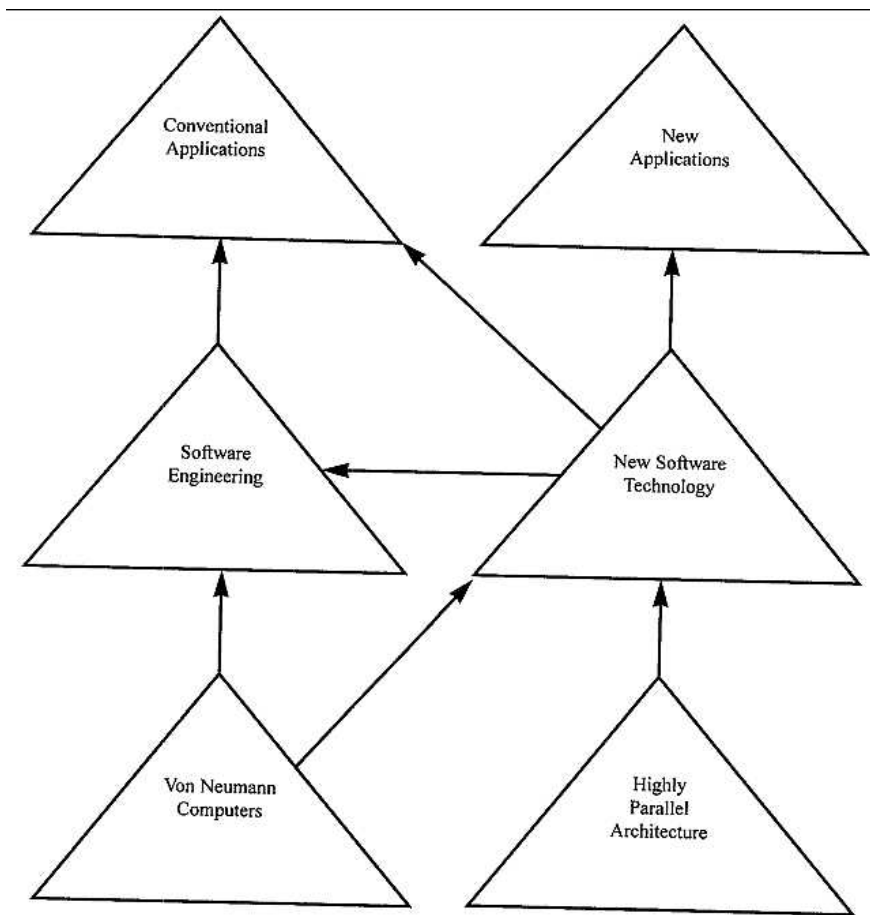 Conventional
Applications
New
Applications
Software
Engineering
New Software
Technology
Von Neumann
Computers
Highly
Parallel
Architecture